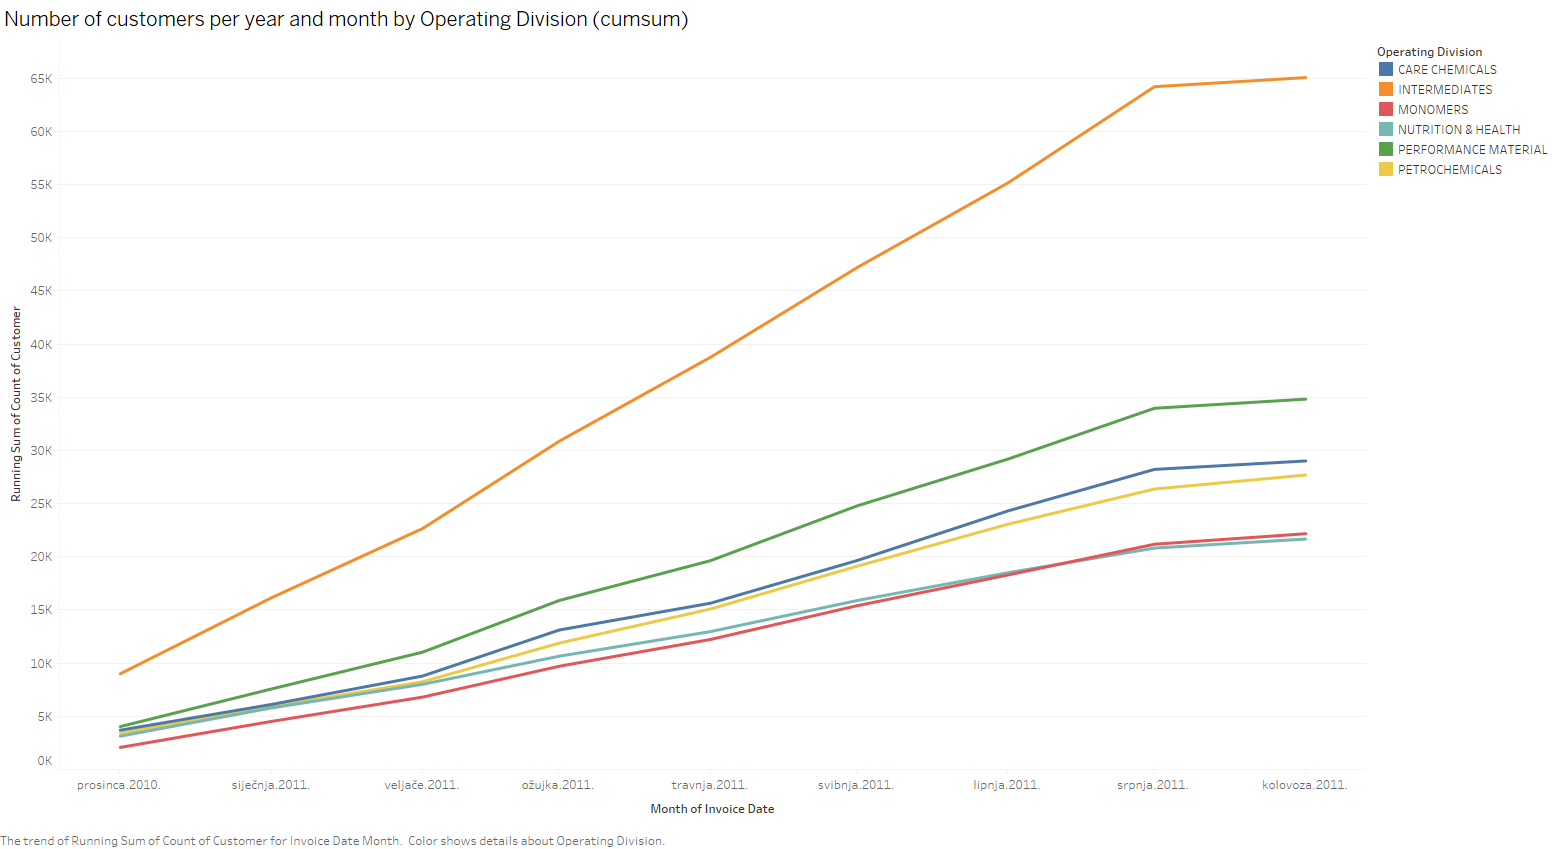 Number of customers per year and month by Operating Division (cumsum)
Operating Division
CARE CHEMICALS
INTERMEDIATES
MONOMERS
NUTRITION & HEALTH
PERFORMANCE MATERIAL
PETROCHEMICALS
Running Sum of Count of Customer
65K
60K
55K
50K
45K
40K
35K
30K
25K
20K
15K
10K
5K
0K
prosinca.2010. siječnja.2011. veljače.2011. ožujka.2011. travnja.2011. svibnja.2011. lipnja.2011. srpnja.2011. kolovoza.2011.
Month of Invoice Date
The trend of Running Sum of Count of Customer for Invoice Date Month.  Color shows details about Operating Division.